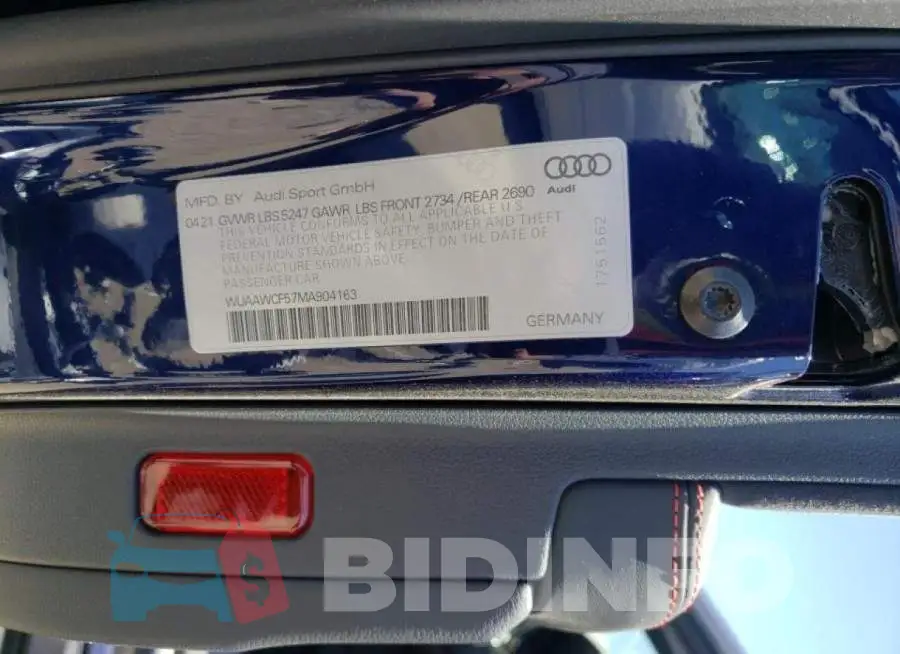 MFD. BY Audi Sport GmbH
Audi
0421 GVWR LBS 5247 GAWR LBS FRONT 2734 /REAR 2690
THIS VEHICLE CONFORMS TO ALL APPLICABLE U.S.
FEDERAL MOTOR VEHICLE SAFETY, BUMPER AND THEFT
PREVENTION STANDARDS IN EFFECT ON THE DATE OF
MANUFACTURE SHOWN ABOVE.
PASSENGER CAR
WUAAWCF57MA904163
GERMANY
1751562
BIDINFO